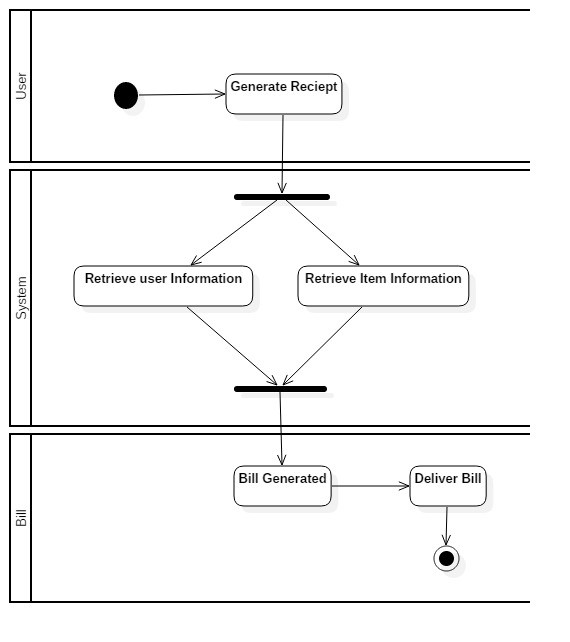 User
Generate Reciept
System
Retrieve user Information
Retrieve Item Information
Bill
Bill Generated
Deliver Bill